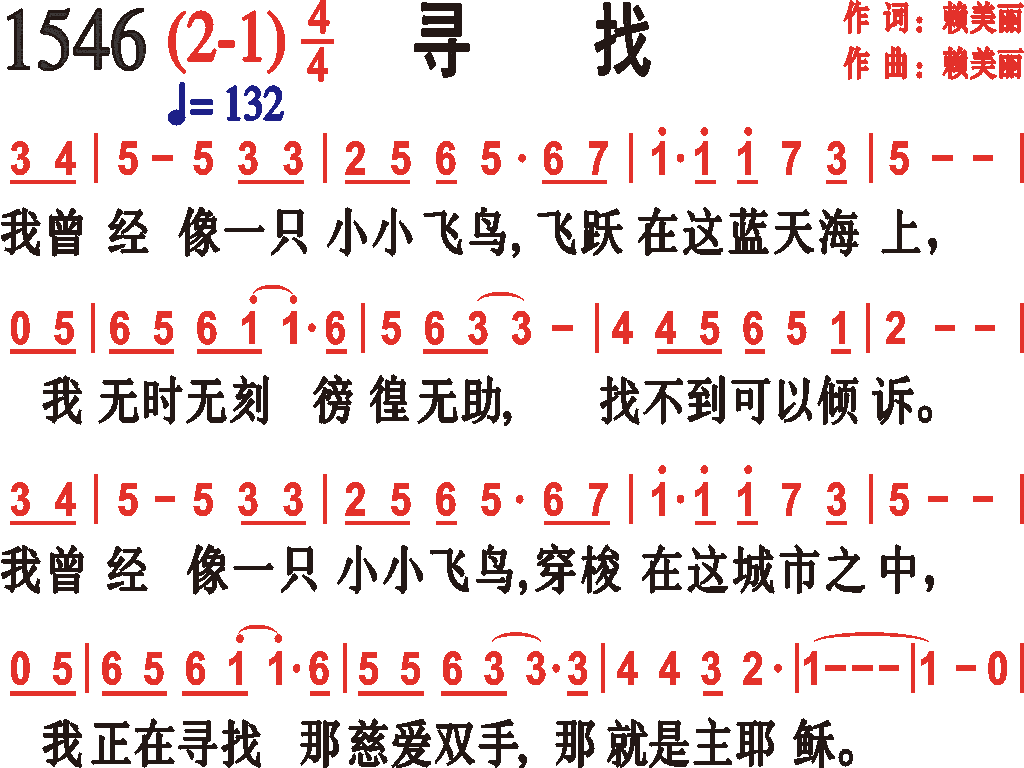 1546 (2-1) 4/4 寻 找 作 词：赖美丽
作 曲：赖美丽
♩= 132
3 4 | 5 - 5 3 3 | 2 5 6 5 · 6 7 | 1̇ · 1̇ 1̇ 7 3 | 5 - - |
我曾 经 像一只 小小飞鸟, 飞跃 在这蓝天海 上，
0 5 | 6 5 6 1̇ 1̇ · 6 | 5 6 3 3 - | 4 4 5 6 5 1 | 2 - - |
我 无时无刻 徬 徨无助, 找不到可以倾 诉。
3 4 | 5 - 5 3 3 | 2 5 6 5 · 6 7 | 1̇ · 1̇ 1̇ 7 3 | 5 - - |
我曾 经 像一只 小小飞鸟,穿梭 在这城市之 中，
0 5 | 6 5 6 1̇ 1̇ · 6 | 5 5 6 3 3 · 3 | 4 4 3 2 · | 1 - - - | 1 - 0 |
我 正在寻找 那慈爱双手, 那 就是主耶 稣。